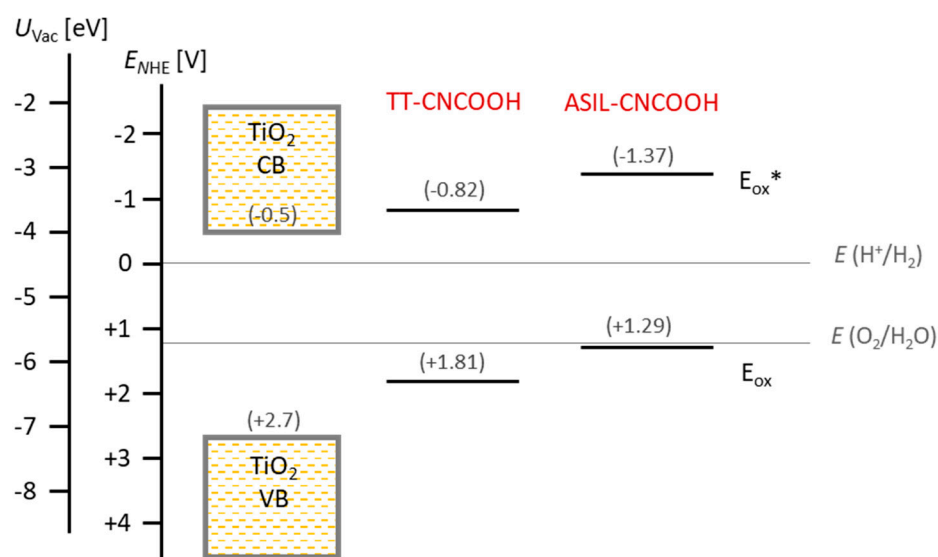 U_Vac [eV]
E_NHE [V]
-2
-3
-4
-5
-6
-7
-8
-2
-1
0
+1
+2
+3
+4
TiO₂
CB
(-0.5)
(+2.7)
TiO₂
VB
TT-CNCOOH
(-0.82)
(+1.81)
ASIL-CNCOOH
(-1.37)
(+1.29)
E_ox*
E (H⁺/H₂)
E (O₂/H₂O)
E_ox